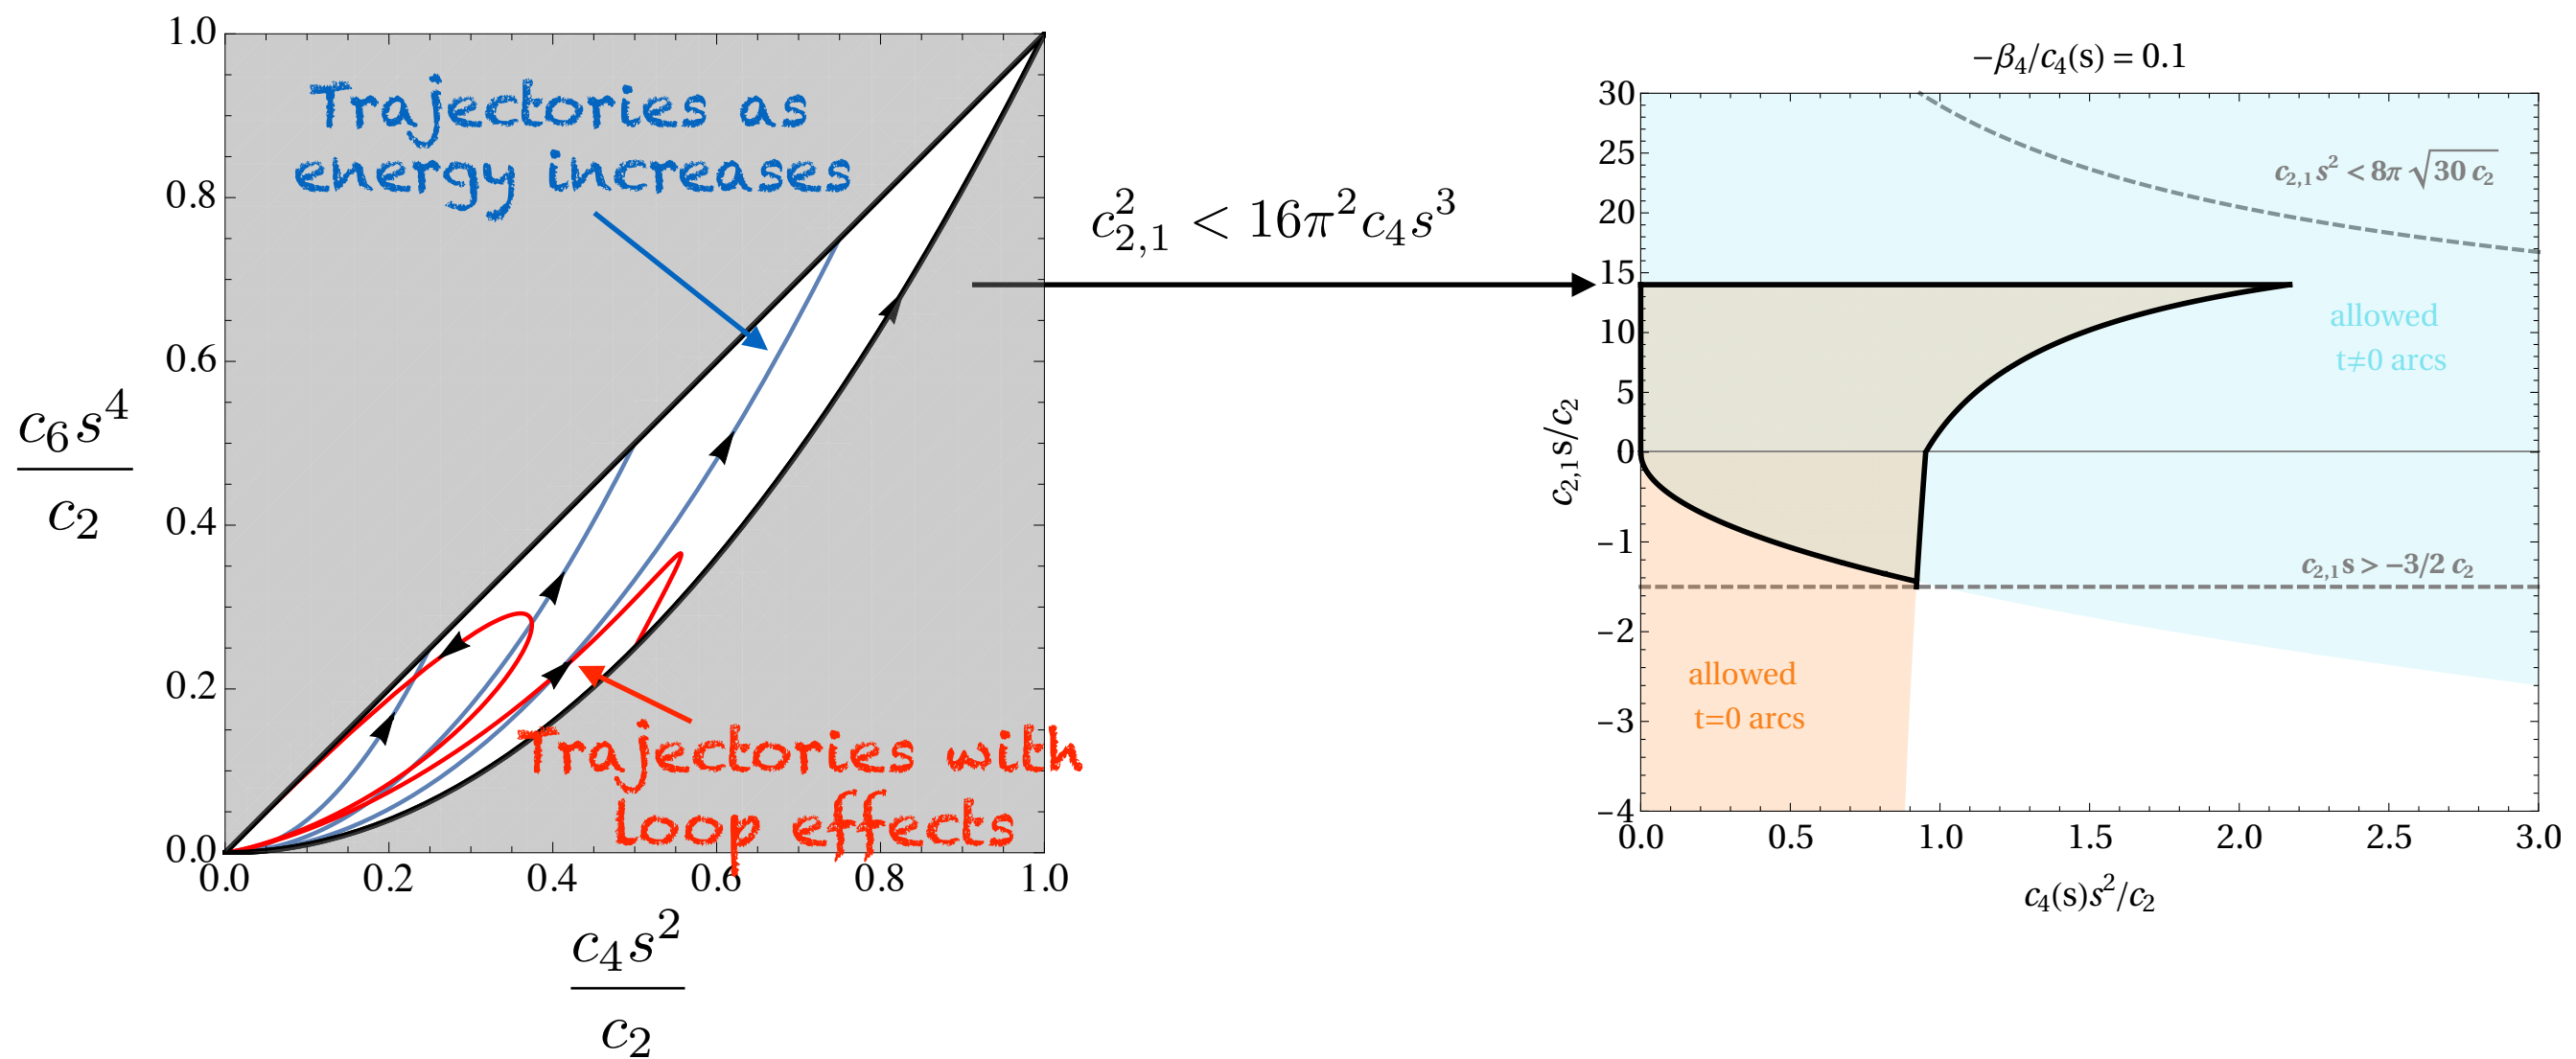 1.0
Trajectories as
energy increases
0.8
0.6
0.4
0.2
0.0
0.0 0.2 0.4 0.6 0.8 1.0
c₆s⁴/c₂
c₄s²/c₂
Trajectories with
loop effects
c²₂,₁ < 16π²c₄s³
−β₄/c₄(s) = 0.1
30
25
20
15
10
5
0
−1
−2
−3
−4
c₂,₁s/c₂
c₂,₁s² < 8π√30 c₂
allowed
t≠0 arcs
c₂,₁s > −3/2 c₂
allowed
t=0 arcs
0.0 0.5 1.0 1.5 2.0 2.5 3.0
c₄(s)s²/c₂